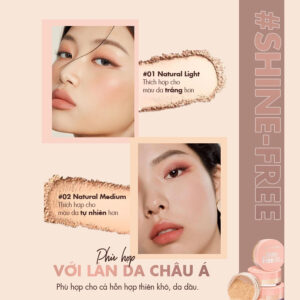 #SHINE-FREE
#01 Natural Light
Thích hợp cho
màu da trắng hơn
#02 Natural Medium
Thích hợp cho
màu da tự nhiên hơn
Phù hợp
VỚI LÀN DA CHÂU Á
Phù hợp cho cả hỗn hợp thiên khô, da dầu.